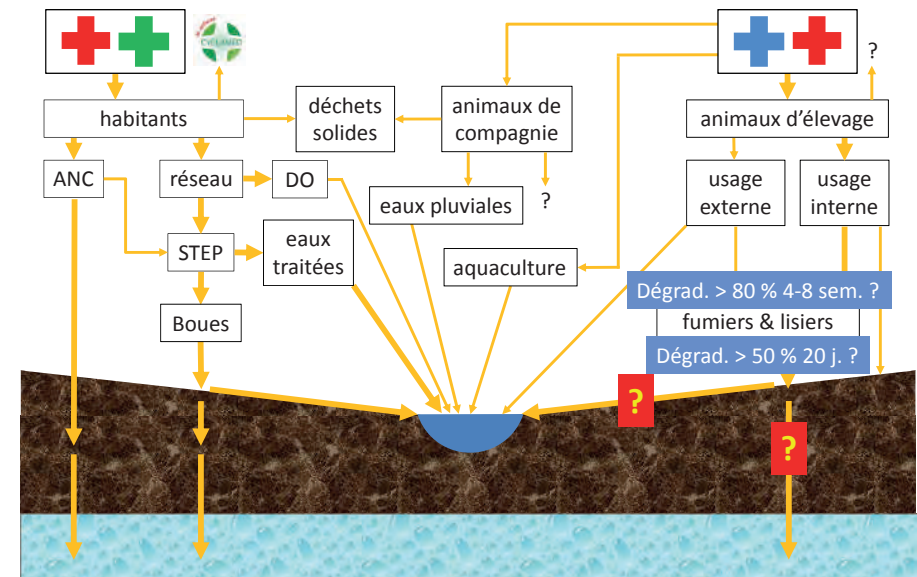 CYCLAMED
?
habitants
déchets
solides
animaux de
compagnie
animaux d'élevage
ANC
réseau
DO
eaux pluviales
?
usage
externe
usage
interne
STEP
eaux
traitées
aquaculture
Boues
Dégrad. > 80 % 4-8 sem. ?
fumiers & lisiers
Dégrad. > 50 % 20 j. ?
?
?